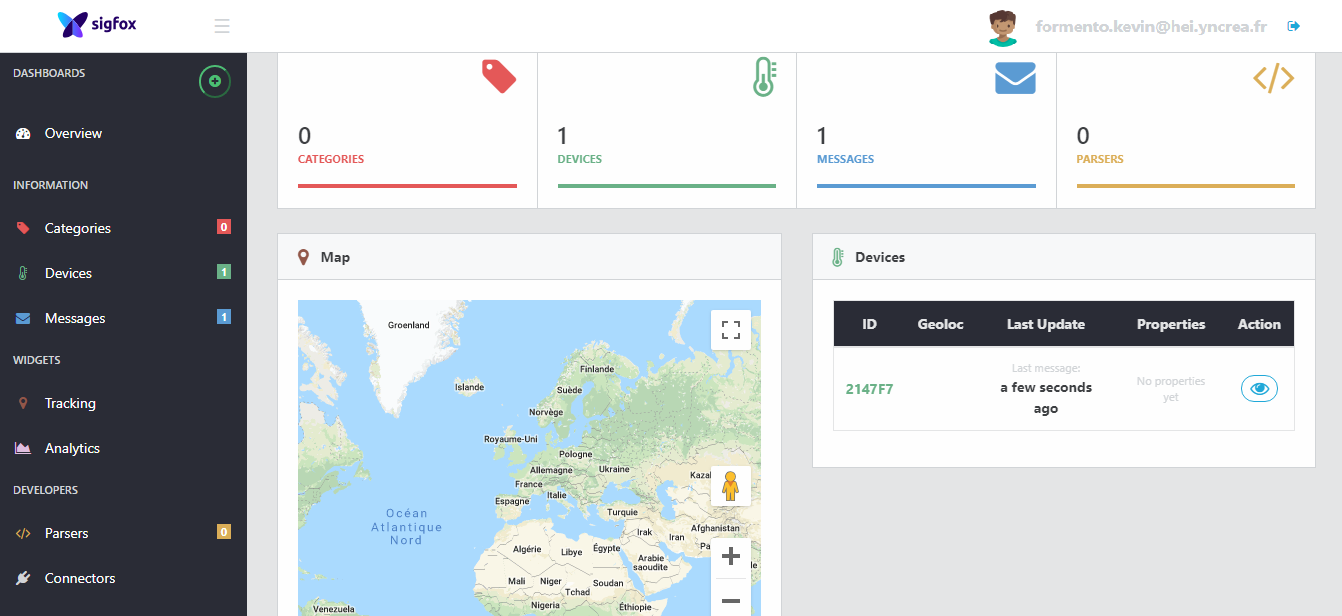 sigfox
formento.kevin@hei.yncrea.fr
DASHBOARDS
Overview
INFORMATION
Categories 0
Devices 1
Messages 1
WIDGETS
Tracking
Analytics
DEVELOPERS
Parsers 0
Connectors
0
CATEGORIES
1
DEVICES
1
MESSAGES
0
PARSERS
Map
Groenland
Islande
Finlande
Suède
Norvège
Royaume-Uni
Pologne
Allemagne
Ukraine
France
Kazal
Italie
Espagne
Océan
Atlantique
Nord
Turquie
Afghanistan
Irak
Iran
Pa
Algérie
Libye
Égypte
Arabie
saoudite
le
Mali
Niger
Soudan
Tchad
Nigeria
Éthiopie
Venezuela
Devices
ID Geoloc Last Update Properties Action
2147F7
Last message:
a few seconds
ago
No properties
yet